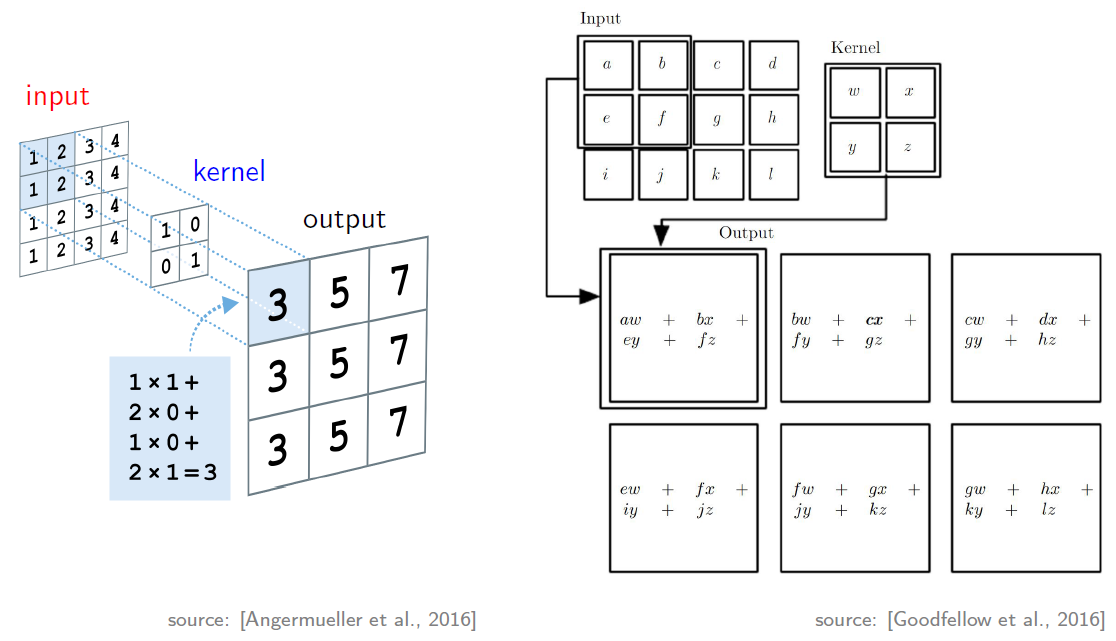 input
1 2 3 4
1 2 3 4
1 2 3 4
1 2 3 4
kernel
1 0
0 1
output
3 5 7
3 5 7
3 5 7
1 × 1 +
2 × 0 +
1 × 0 +
2 × 1 = 3
source: [Angermueller et al., 2016]
Input
a b c d
e f g h
i j k l
Kernel
w x
y z
Output
aw + bx +
ey + fz
bw + cx +
fy + gz
cw + dx +
gy + hz
ew + fx +
iy + jz
fw + gx +
jy + kz
gw + hx +
ky + lz
source: [Goodfellow et al., 2016]